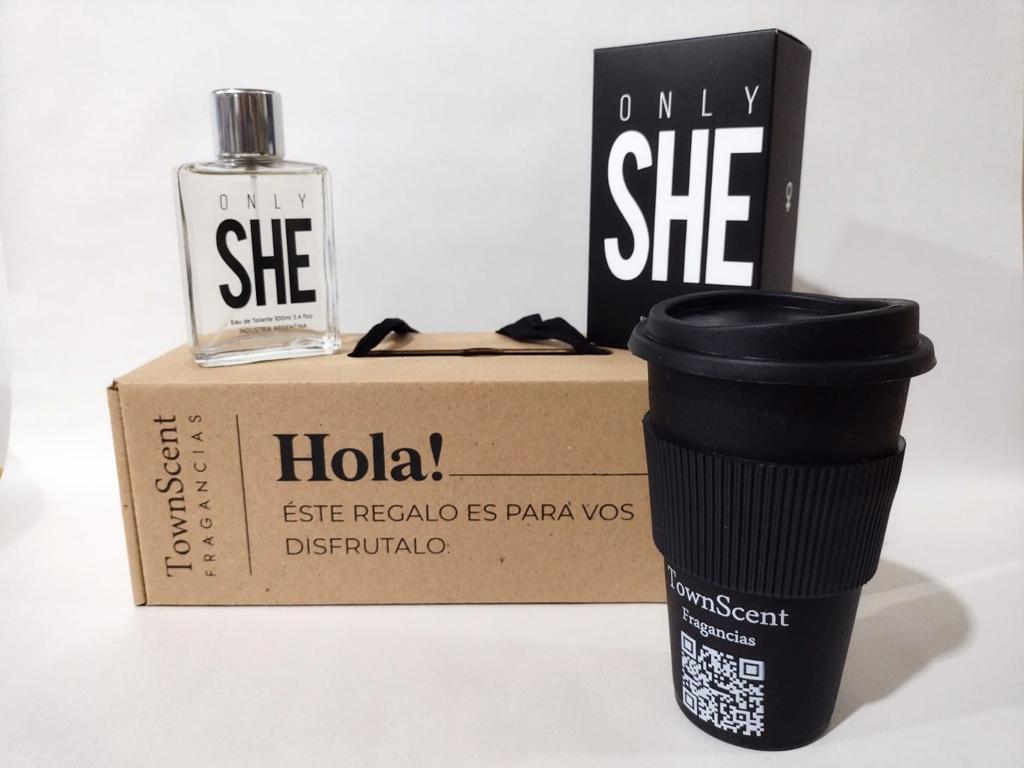 ONLY
SHE
Eau de Toilette 100ml 3.4 fl.oz.
INDUSTRIA ARGENTINA
ONLY
SHE
TownScent
FRAGANCIAS
Hola!
ÉSTE REGALO ES PARA VOS
DISFRUTALO:
TownScent
Fragancias